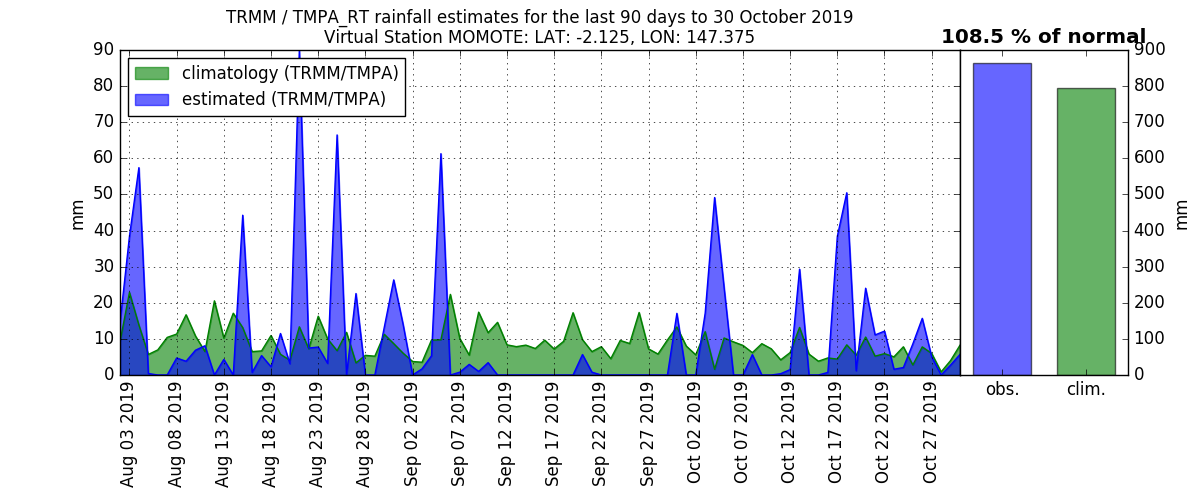 TRMM / TMPA_RT rainfall estimates for the last 90 days to 30 October 2019
Virtual Station MOMOTE: LAT: -2.125, LON: 147.375
108.5 % of normal
climatology (TRMM/TMPA)
estimated (TRMM/TMPA)
90
80
70
60
50
40
30
20
10
0
mm
Aug 03 2019
Aug 08 2019
Aug 13 2019
Aug 18 2019
Aug 23 2019
Aug 28 2019
Sep 02 2019
Sep 07 2019
Sep 12 2019
Sep 17 2019
Sep 22 2019
Sep 27 2019
Oct 02 2019
Oct 07 2019
Oct 12 2019
Oct 17 2019
Oct 22 2019
Oct 27 2019
900
800
700
600
500
400
300
200
100
0
mm
obs.
clim.